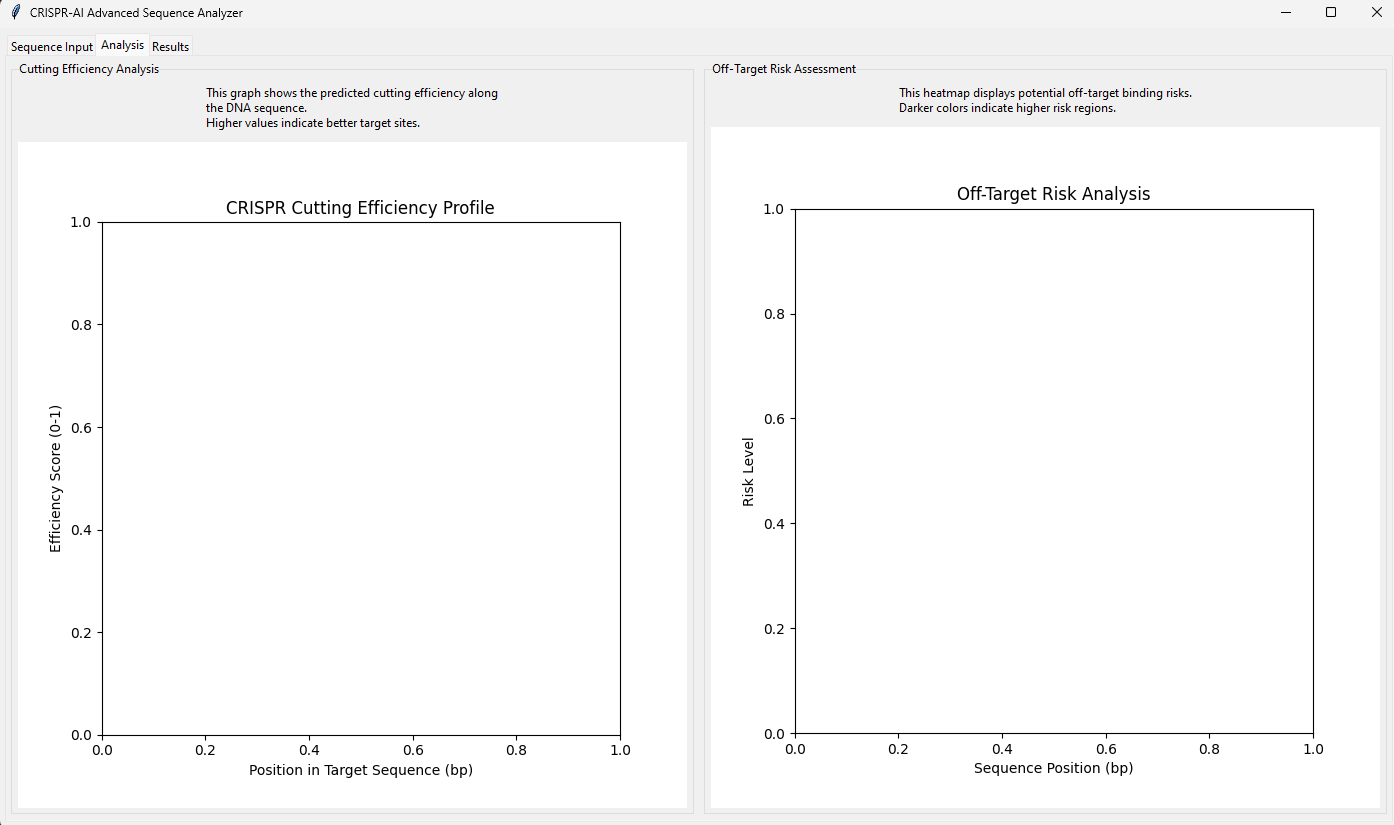 CRISPR-AI Advanced Sequence Analyzer
Sequence Input Analysis Results
Cutting Efficiency Analysis
This graph shows the predicted cutting efficiency along
the DNA sequence.
Higher values indicate better target sites.
CRISPR Cutting Efficiency Profile
1.0
0.8
0.6
0.4
0.2
0.0
Efficiency Score (0-1)
0.0 0.2 0.4 0.6 0.8 1.0
Position in Target Sequence (bp)
Off-Target Risk Assessment
This heatmap displays potential off-target binding risks.
Darker colors indicate higher risk regions.
Off-Target Risk Analysis
1.0
0.8
0.6
0.4
0.2
0.0
Risk Level
0.0 0.2 0.4 0.6 0.8 1.0
Sequence Position (bp)